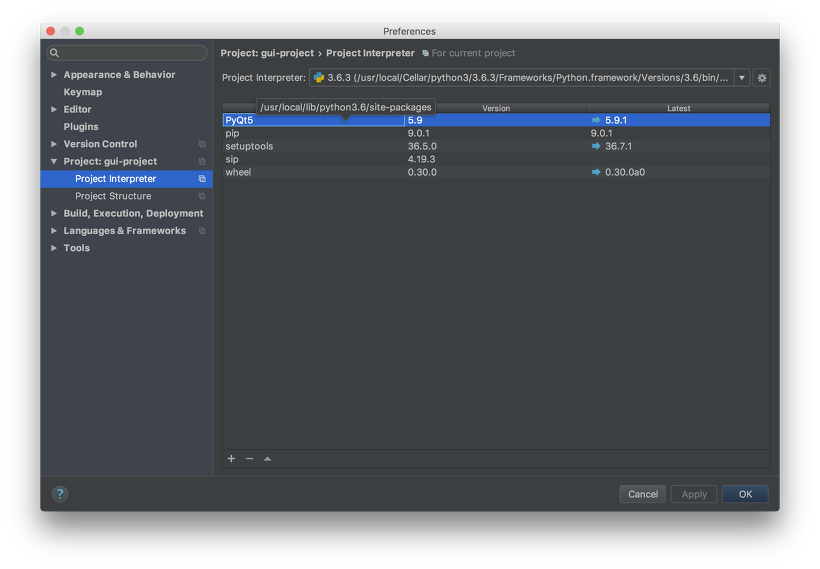 Preferences
Project: gui-project › Project Interpreter For current project
Appearance & Behavior
Keymap
Editor
Plugins
Version Control
Project: gui-project
Project Interpreter
Project Structure
Build, Execution, Deployment
Languages & Frameworks
Tools
Project Interpreter: 3.6.3 (/usr/local/Cellar/python3/3.6.3/Frameworks/Python.framework/Versions/3.6/bin/...
/usr/local/lib/python3.6/site-packages
Version Latest
PyQt5 5.9 5.9.1
pip 9.0.1 9.0.1
setuptools 36.5.0 36.7.1
sip 4.19.3
wheel 0.30.0 0.30.0a0
+ −
?
Cancel Apply OK